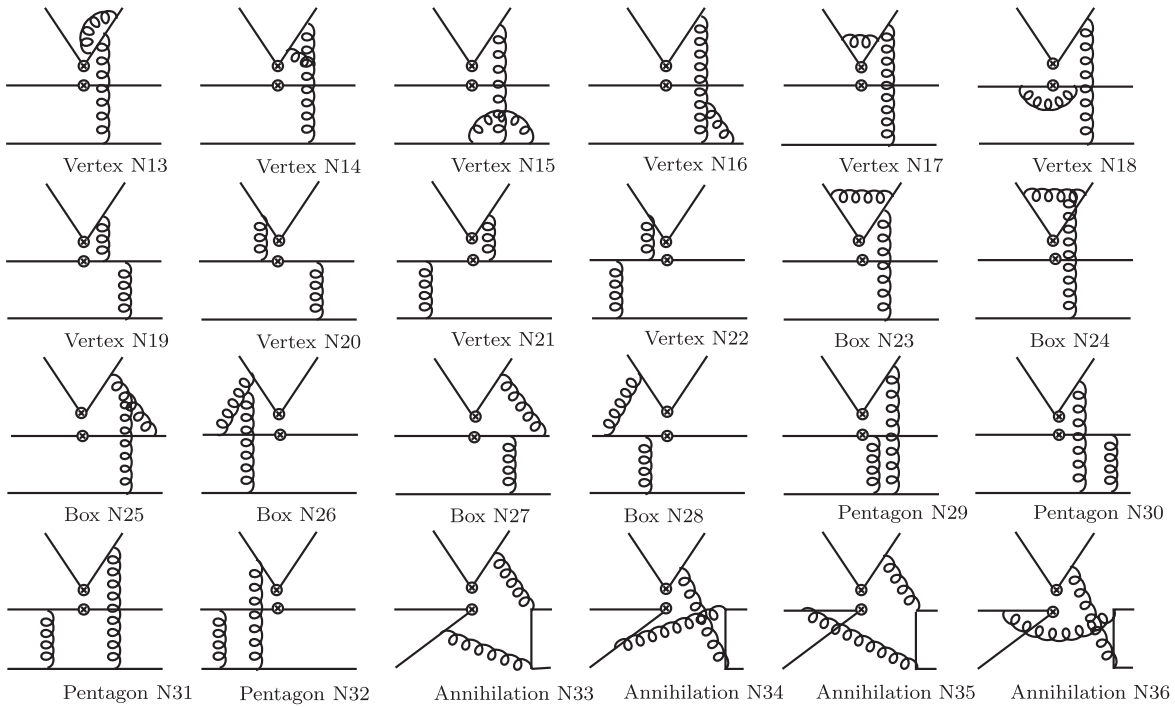 Vertex N13 Vertex N14 Vertex N15 Vertex N16 Vertex N17 Vertex N18
Vertex N19 Vertex N20 Vertex N21 Vertex N22 Box N23 Box N24
Box N25 Box N26 Box N27 Box N28 Pentagon N29 Pentagon N30
Pentagon N31 Pentagon N32 Annihilation N33 Annihilation N34 Annihilation N35 Annihilation N36